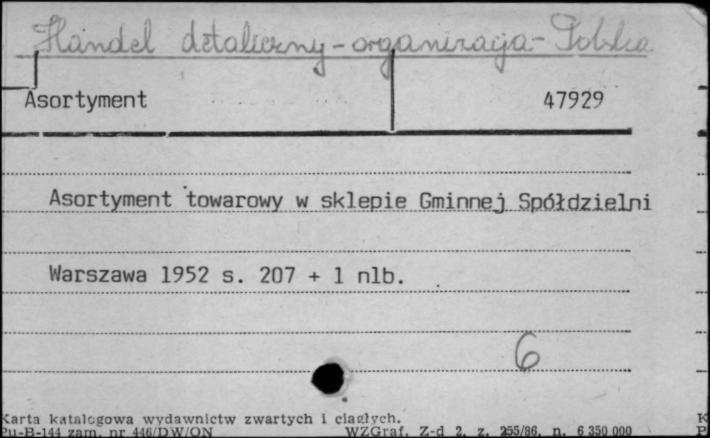 Handel detaliczny - organizacja - Polska
Asortyment 47929
Asortyment towarowy w sklepie Gminnej Spółdzielni
Warszawa 1952 s. 207 + 1 nlb.
6
Karta katalogowa wydawnictw zwartych i ciągłych.
Pu-B-144 zam. nr 446/DW/ON WZGraf. Z-d 2, z. 255/86, n. 6 350 000
K
P